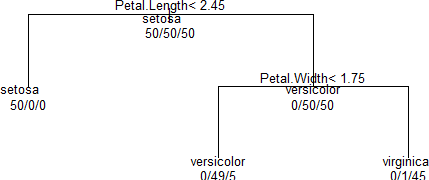 Petal.Length< 2.45
setosa
50/50/50
Petal.Width< 1.75
setosa
50/0/0
versicolor
0/50/50
versicolor
0/49/5
virginica
0/1/45